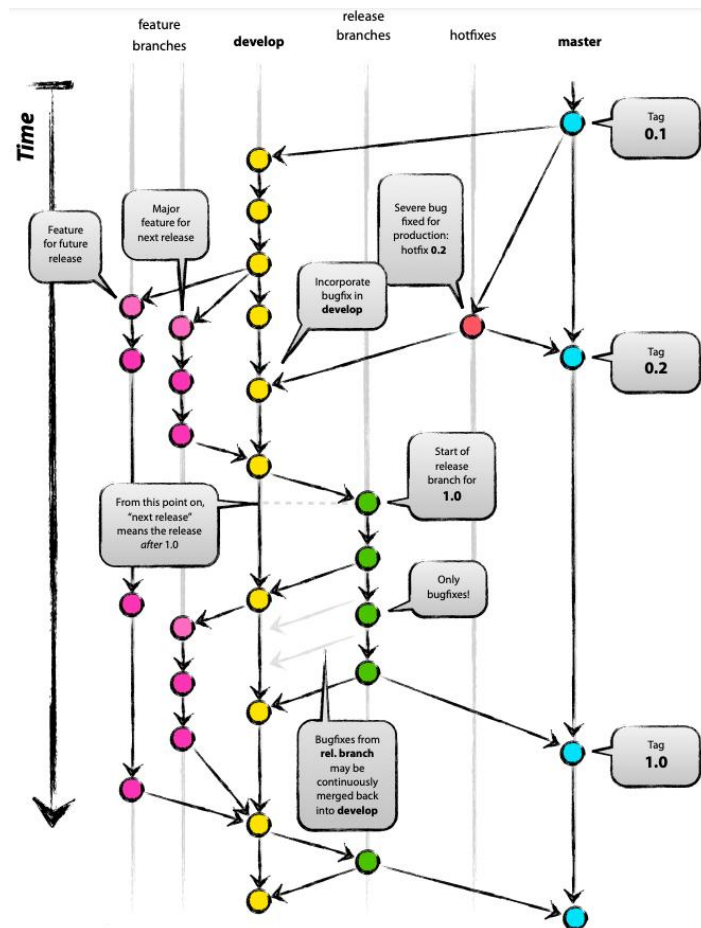 feature
branches
develop
release
branches
hotfixes
master
Time
Tag
0.1
Feature
for future
release
Major
feature for
next release
Severe bug
fixed for
production:
hotfix 0.2
Incorporate
bugfix in
develop
Tag
0.2
Start of
release
branch for
1.0
From this point on,
“next release”
means the release
after 1.0
Only
bugfixes!
Bugfixes from
rel. branch
may be
continuously
merged back
into develop
Tag
1.0